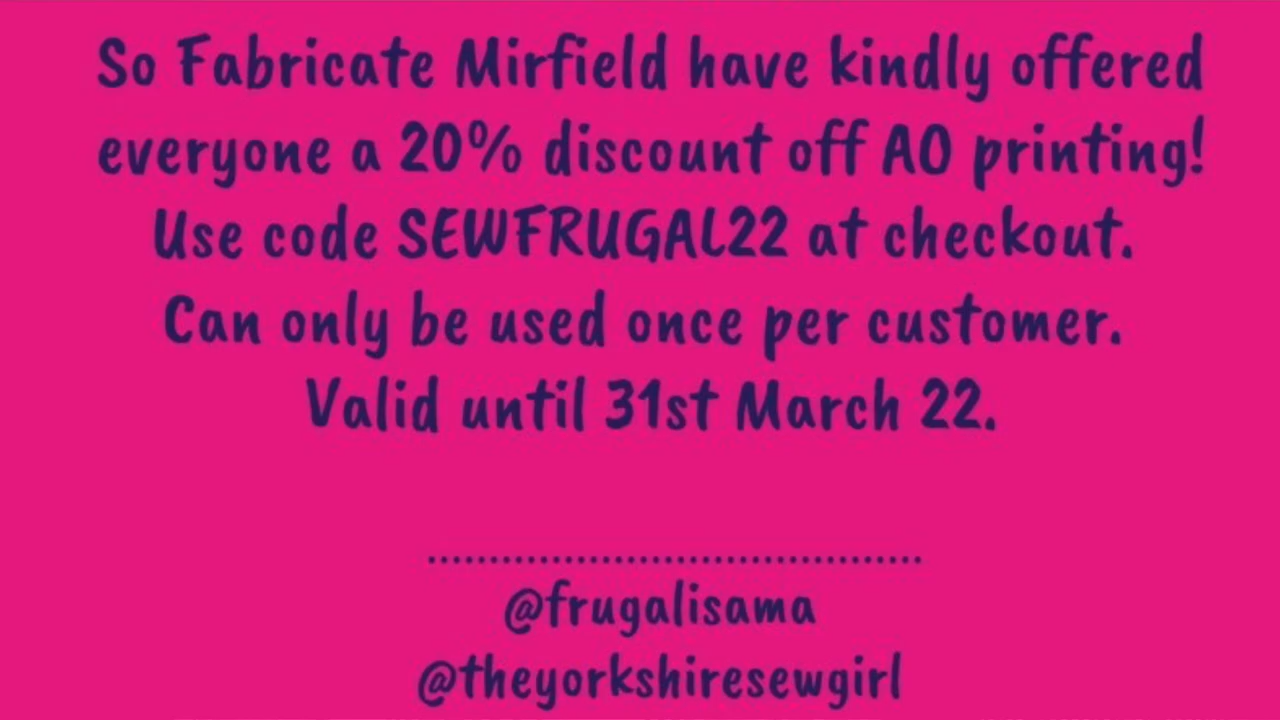 So Fabricate Mirfield have kindly offered
everyone a 20% discount off AO printing!
Use code SEWFRUGAL22 at checkout.
Can only be used once per customer.
Valid until 31st March 22.
.......................................
@frugalisama
@theyorkshiresewgirl